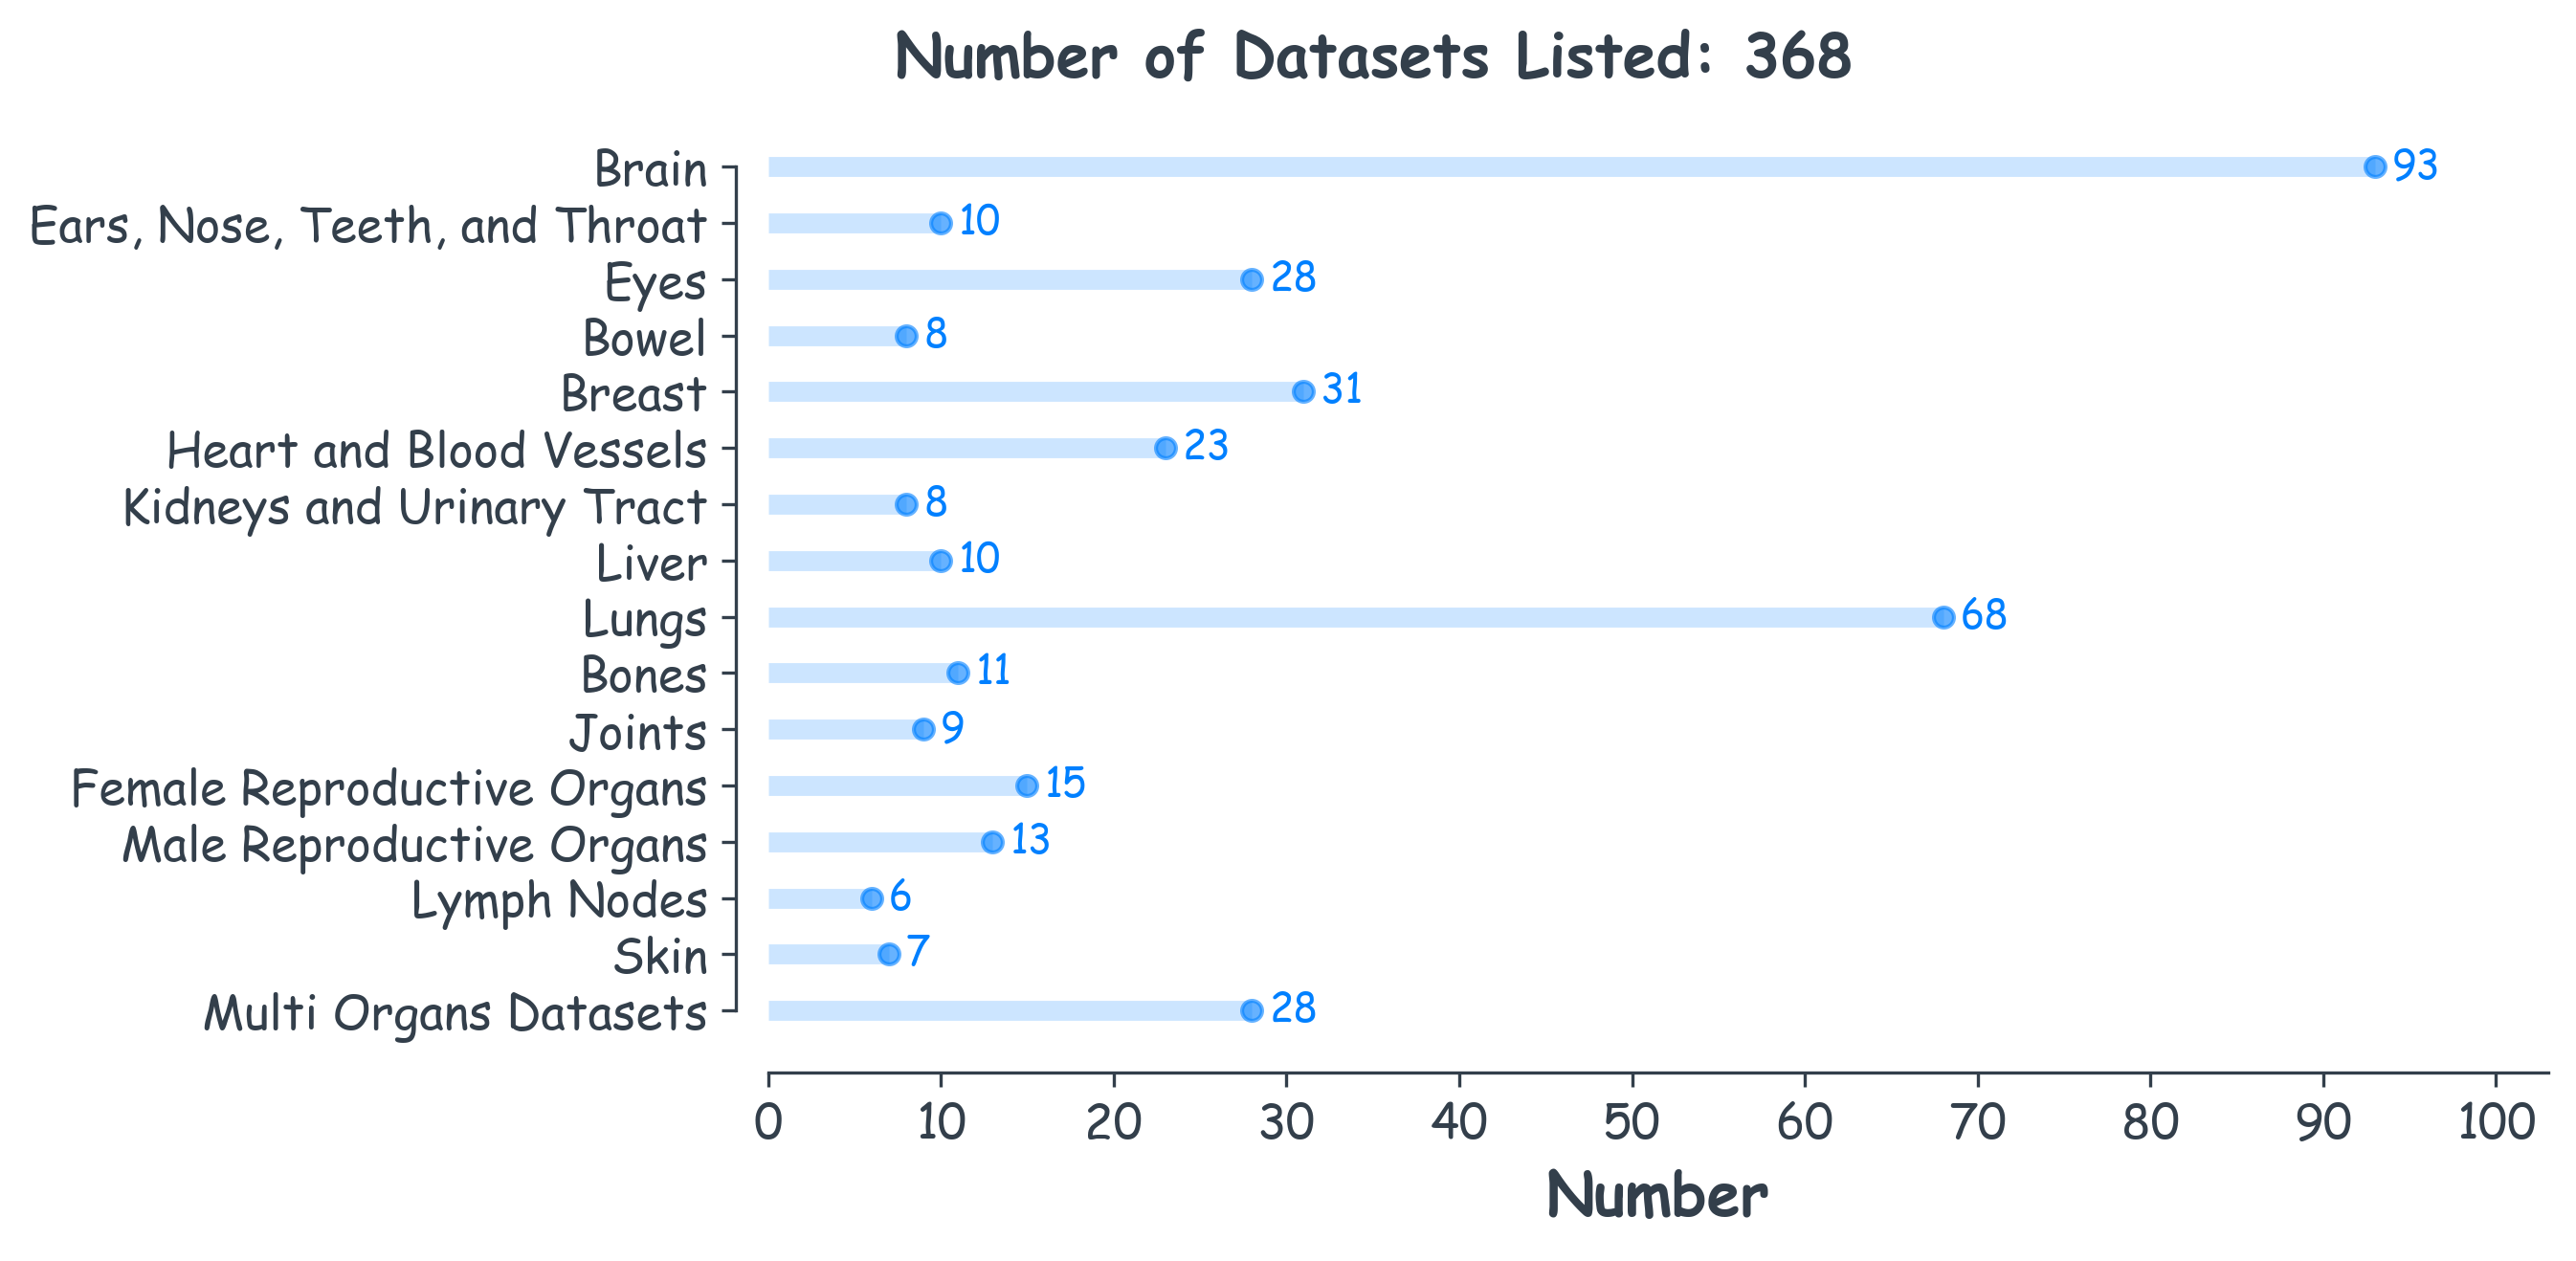 Number of Datasets Listed: 368
Brain 93
Ears, Nose, Teeth, and Throat 10
Eyes 28
Bowel 8
Breast 31
Heart and Blood Vessels 23
Kidneys and Urinary Tract 8
Liver 10
Lungs 68
Bones 11
Joints 9
Female Reproductive Organs 15
Male Reproductive Organs 13
Lymph Nodes 6
Skin 7
Multi Organs Datasets 28
0 10 20 30 40 50 60 70 80 90 100
Number